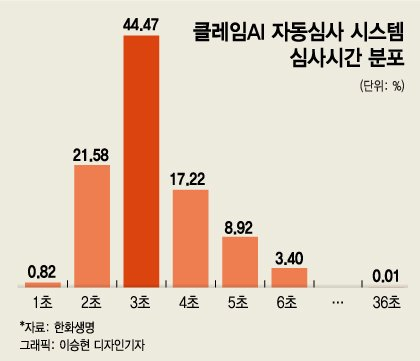 클레임AI 자동심사 시스템
심사시간 분포
(단위: %)
44.47
21.58
17.22
8.92
3.40
0.82
0.01
1초 2초 3초 4초 5초 6초 ... 36초
*자료: 한화생명
그래픽: 이승현 디자인기자